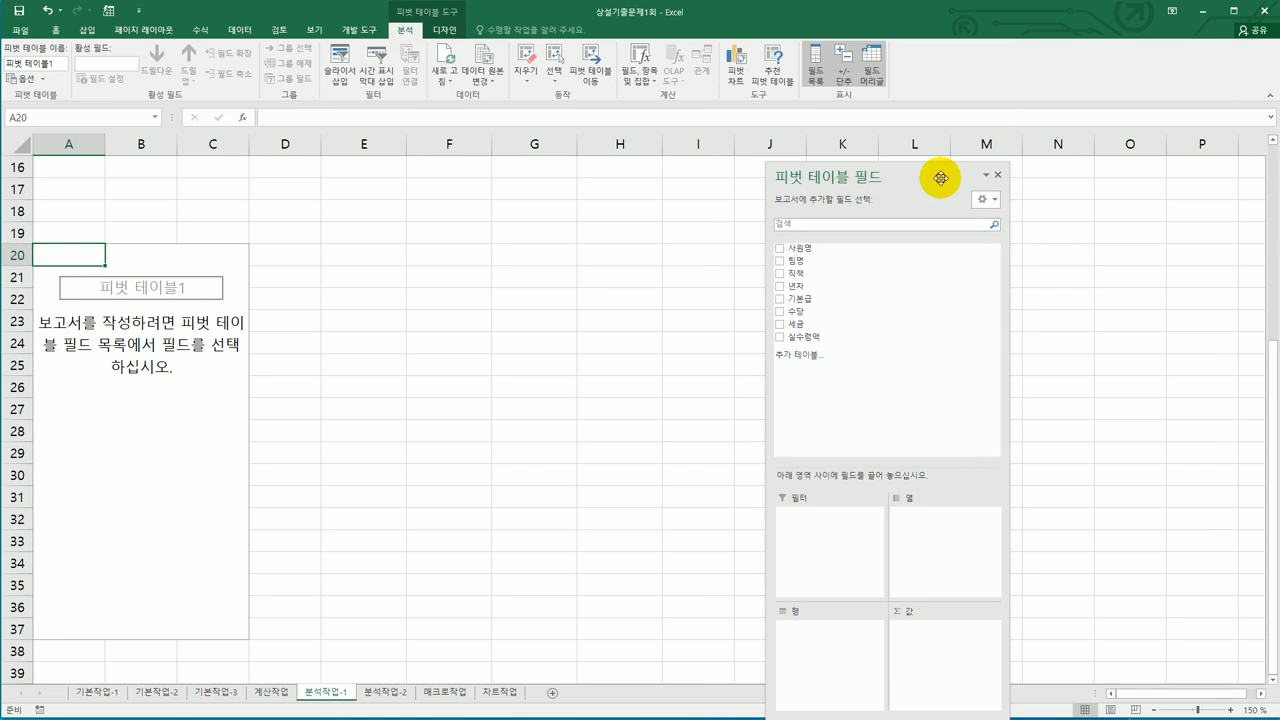 피벗 테이블 도구
상설기출문제1회 - Excel
파일 홈 삽입 페이지 레이아웃 수식 데이터 검토 보기 개발 도구 분석 디자인 수행할 작업을 알려 주세요. 공유
피벗 테이블 이름:
피벗 테이블1
옵션
피벗 테이블
활성 필드:
필드 설정
드릴다운
드릴업
필드 확장
필드 축소
활성 필드
그룹 선택
그룹 해제
그룹 필드
그룹
슬라이서 삽입
시간 표시 막대 삽입
필터 연결
필터
새로 고침
데이터 원본 변경
데이터
지우기
선택
피벗 테이블 이동
동작
필드, 항목 및 집합
OLAP 도구
관계
계산
피벗 차트
추천 피벗 테이블
도구
필드 목록
+/- 단추
필드 머리글
표시
A20
fx
A B C D E F G H I J K L M N O P
16
17
18
19
20
21
22
23
24
25
26
27
28
29
30
31
32
33
34
35
36
37
38
39
피벗 테이블1
보고서를 작성하려면 피벗 테이
블 필드 목록에서 필드를 선택
하십시오.
피벗 테이블 필드
보고서에 추가할 필드 선택:
검색
사원명
팀명
직책
년차
기본급
수당
세금
실수령액
추가 테이블...
아래 영역 사이에 필드를 끌어 놓으십시오.
필터
열
행
Σ 값
기본작업-1 기본작업-2 기본작업-3 계산작업 분석작업-1 분석작업-2 매크로작업 차트작업
준비
150 %